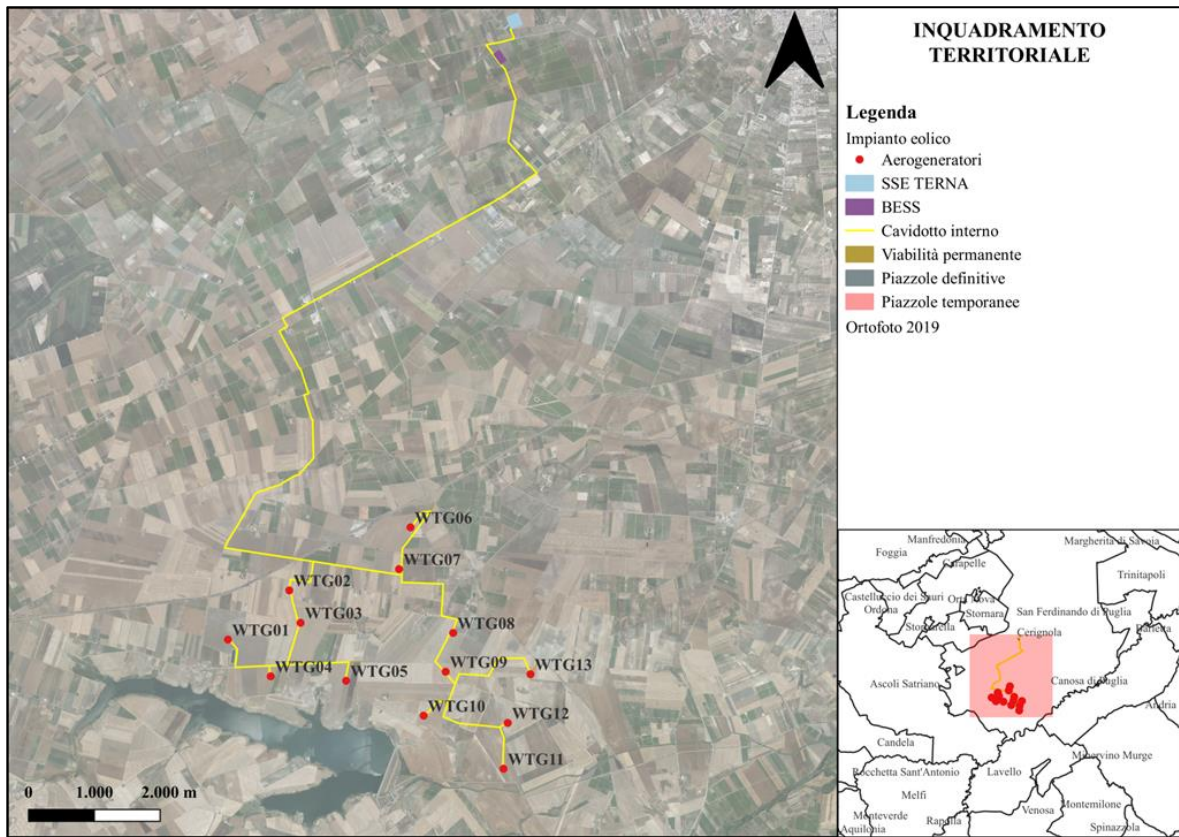 INQUADRAMENTO
TERRITORIALE
Legenda
Impianto eolico
Aerogeneratori
SSE TERNA
BESS
Cavidotto interno
Viabilità permanente
Piazzole definitive
Piazzole temporanee
Ortofoto 2019
WTG06
WTG07
WTG02
WTG03
WTG01
WTG08
WTG04
WTG05
WTG09
WTG13
WTG10
WTG12
WTG11
0 1.000 2.000 m
Manfredonia
Margherita di Savoia
Foggia
Carapelle
Trinitapoli
Castelluccio dei Sauri
Orta Nova
Ordona
Stornara
San Ferdinando di Puglia
Stornarella
Cerignola
Barletta
Ascoli Satriano
Canosa di Puglia
Andria
Candela
Minervino Murge
Rocchetta Sant'Antonio
Lavello
Melfi
Montemilone
Monteverde
Venosa
Rapolla
Aquilonia
Spinazzola